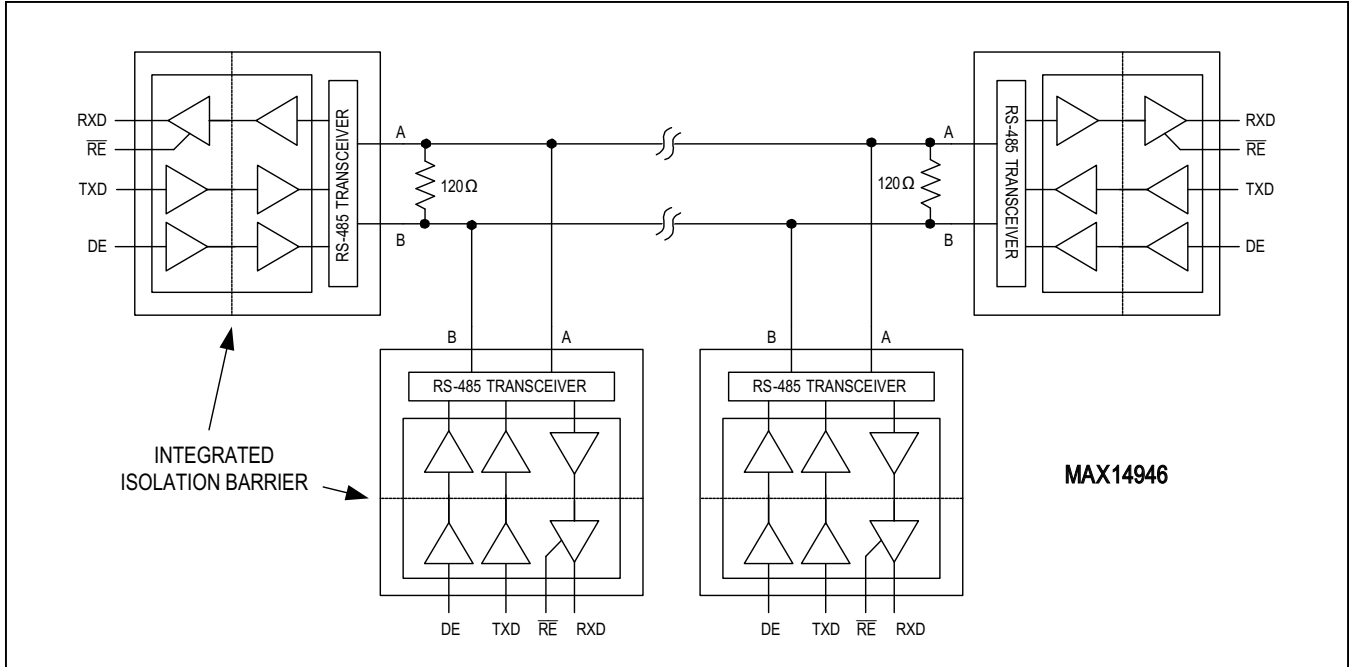 RXD
RE
TXD
DE
RS-485 TRANSCEIVER
A
B
120Ω
120Ω
A
B
RS-485 TRANSCEIVER
RXD
RE
TXD
DE
B
A
RS-485 TRANSCEIVER
DE
TXD
RE
RXD
B
A
RS-485 TRANSCEIVER
DE
TXD
RE
RXD
INTEGRATED
ISOLATION BARRIER
MAX14946